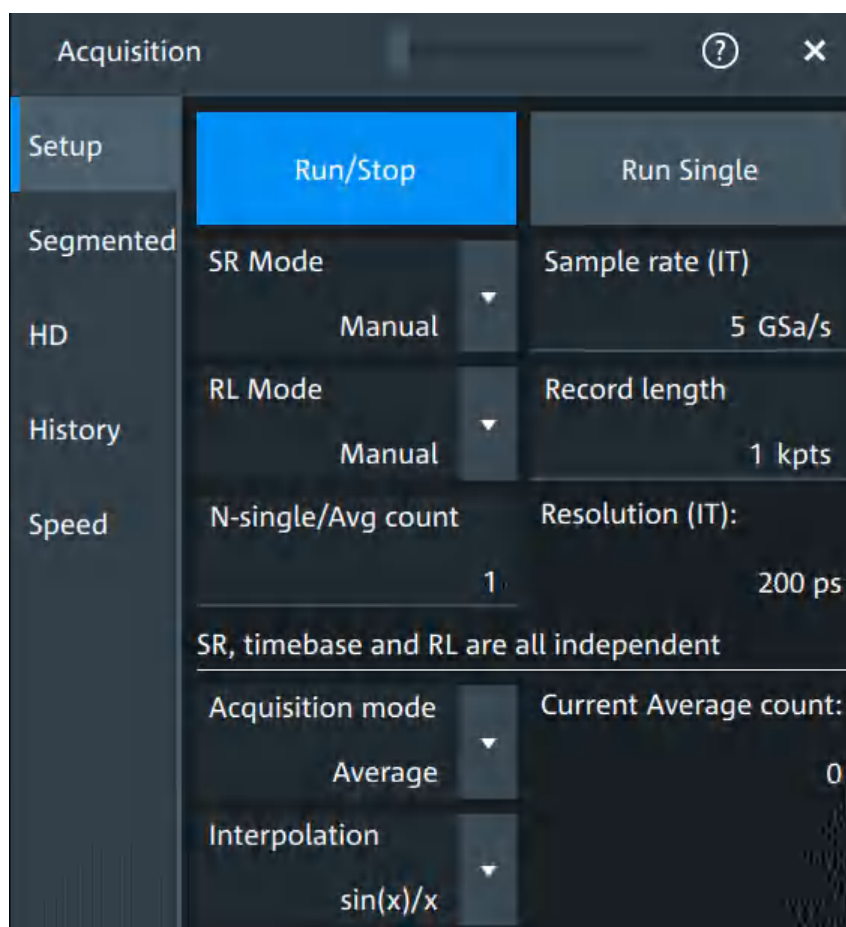 Acquisition
?
Setup
Run/Stop
Run Single
Segmented
SR Mode
Manual
Sample rate (IT)
5 GSa/s
HD
RL Mode
Manual
Record length
1 kpts
History
Speed
N-single/Avg count
1
Resolution (IT):
200 ps
SR, timebase and RL are all independent
Acquisition mode
Average
Current Average count:
0
Interpolation
sin(x)/x